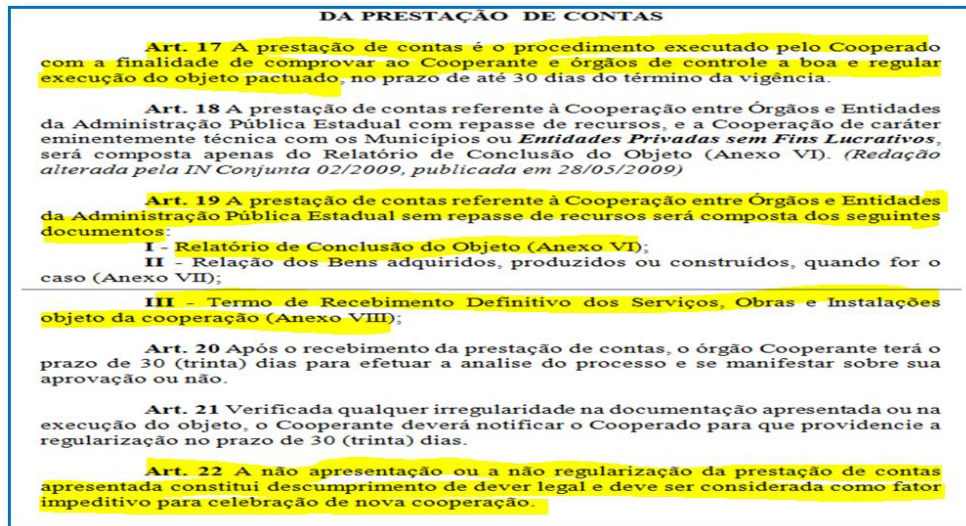 DA PRESTAÇÃO DE CONTAS
Art. 17 A prestação de contas é o procedimento executado pelo Cooperado
com a finalidade de comprovar ao Cooperante e órgãos de controle a boa e regular
execução do objeto pactuado, no prazo de até 30 dias do término da vigência.
Art. 18 A prestação de contas referente à Cooperação entre Órgãos e Entidades
da Administração Pública Estadual com repasse de recursos, e a Cooperação de caráter
eminentemente técnica com os Municípios ou Entidades Privadas sem Fins Lucrativos,
será composta apenas do Relatório de Conclusão do Objeto (Anexo VI). (Redação
alterada pela IN Conjunta 02/2009, publicada em 28/05/2009)
Art. 19 A prestação de contas referente à Cooperação entre Órgãos e Entidades
da Administração Pública Estadual sem repasse de recursos será composta dos seguintes
documentos:
I - Relatório de Conclusão do Objeto (Anexo VI);
II - Relação dos Bens adquiridos, produzidos ou construídos, quando for o
caso (Anexo VII);
III - Termo de Recebimento Definitivo dos Serviços, Obras e Instalações
objeto da cooperação (Anexo VIII);
Art. 20 Após o recebimento da prestação de contas, o órgão Cooperante terá o
prazo de 30 (trinta) dias para efetuar a analise do processo e se manifestar sobre sua
aprovação ou não.
Art. 21 Verificada qualquer irregularidade na documentação apresentada ou na
execução do objeto, o Cooperante deverá notificar o Cooperado para que providencie a
regularização no prazo de 30 (trinta) dias.
Art. 22 A não apresentação ou a não regularização da prestação de contas
apresentada constitui descumprimento de dever legal e deve ser considerada como fator
impeditivo para celebração de nova cooperação.